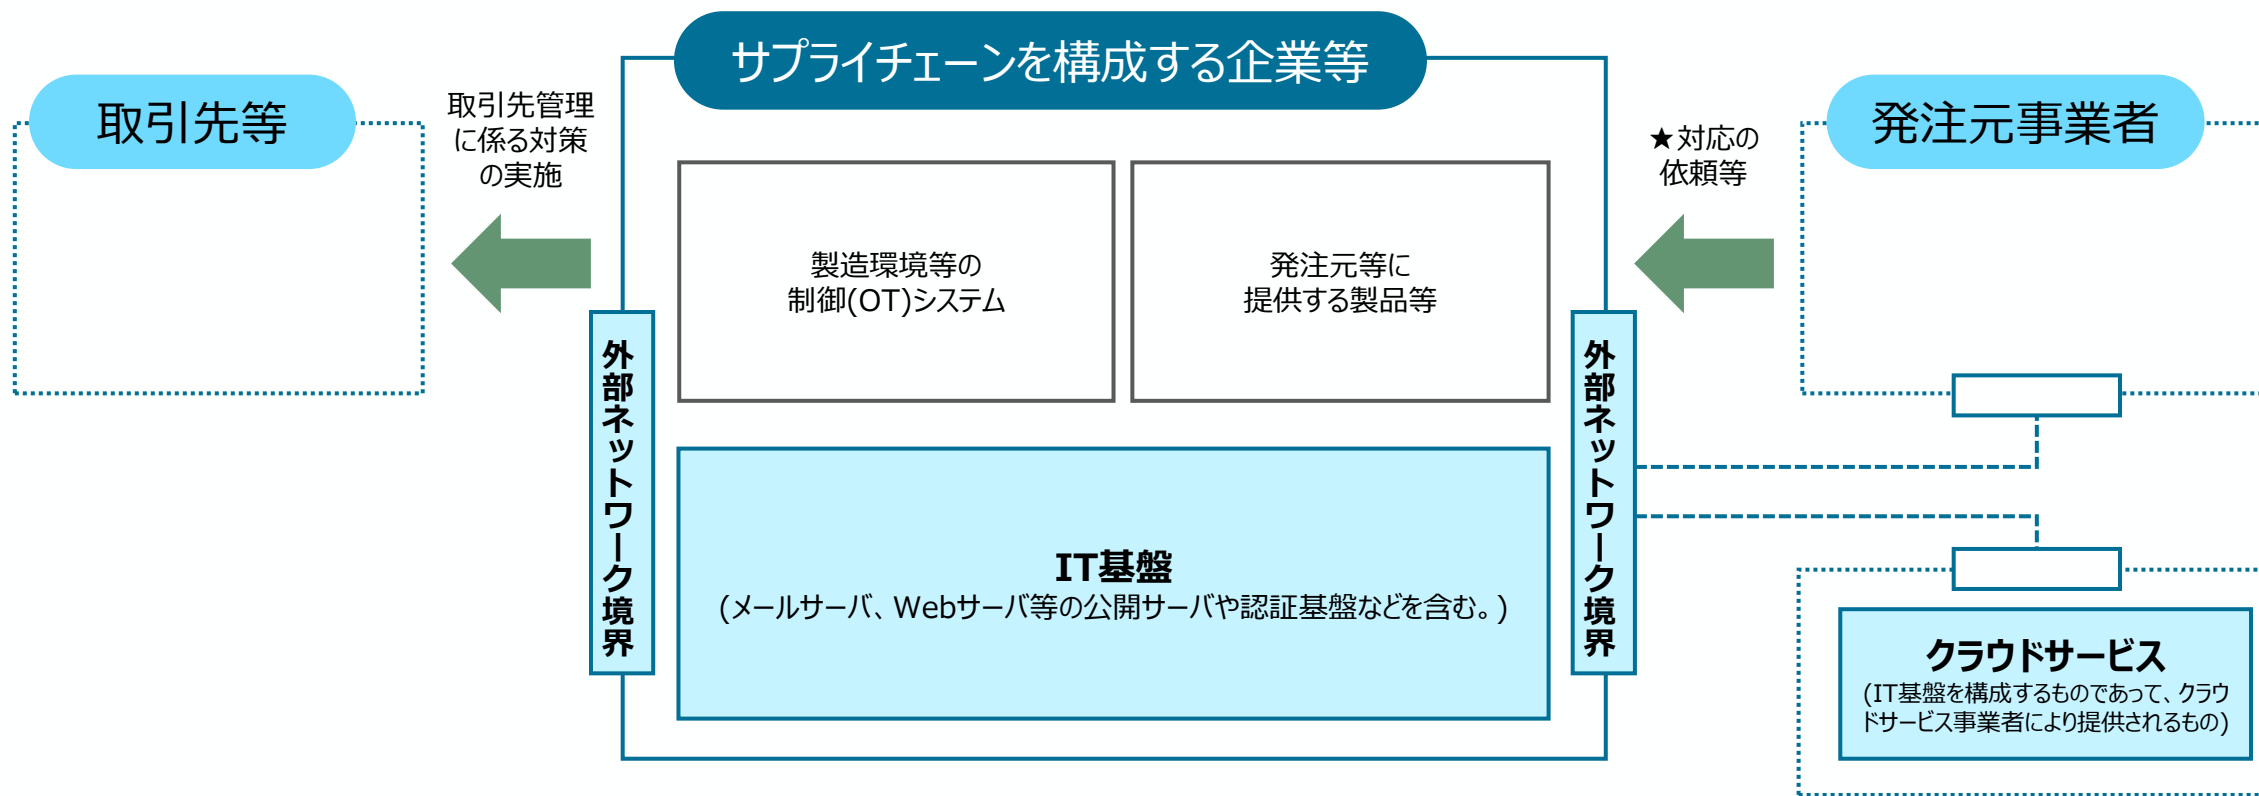 サプライチェーンを構成する企業等
取引先等
取引先管理
に係る対策
の実施
発注元事業者
★対応の
依頼等
製造環境等の
制御(OT)システム
発注元等に
提供する製品等
外部ネットワーク境界
外部ネットワーク境界
IT基盤
(メールサーバ、Webサーバ等の公開サーバや認証基盤などを含む。)
クラウドサービス
(IT基盤を構成するものであって、クラウ
ドサービス事業者により提供されるもの)